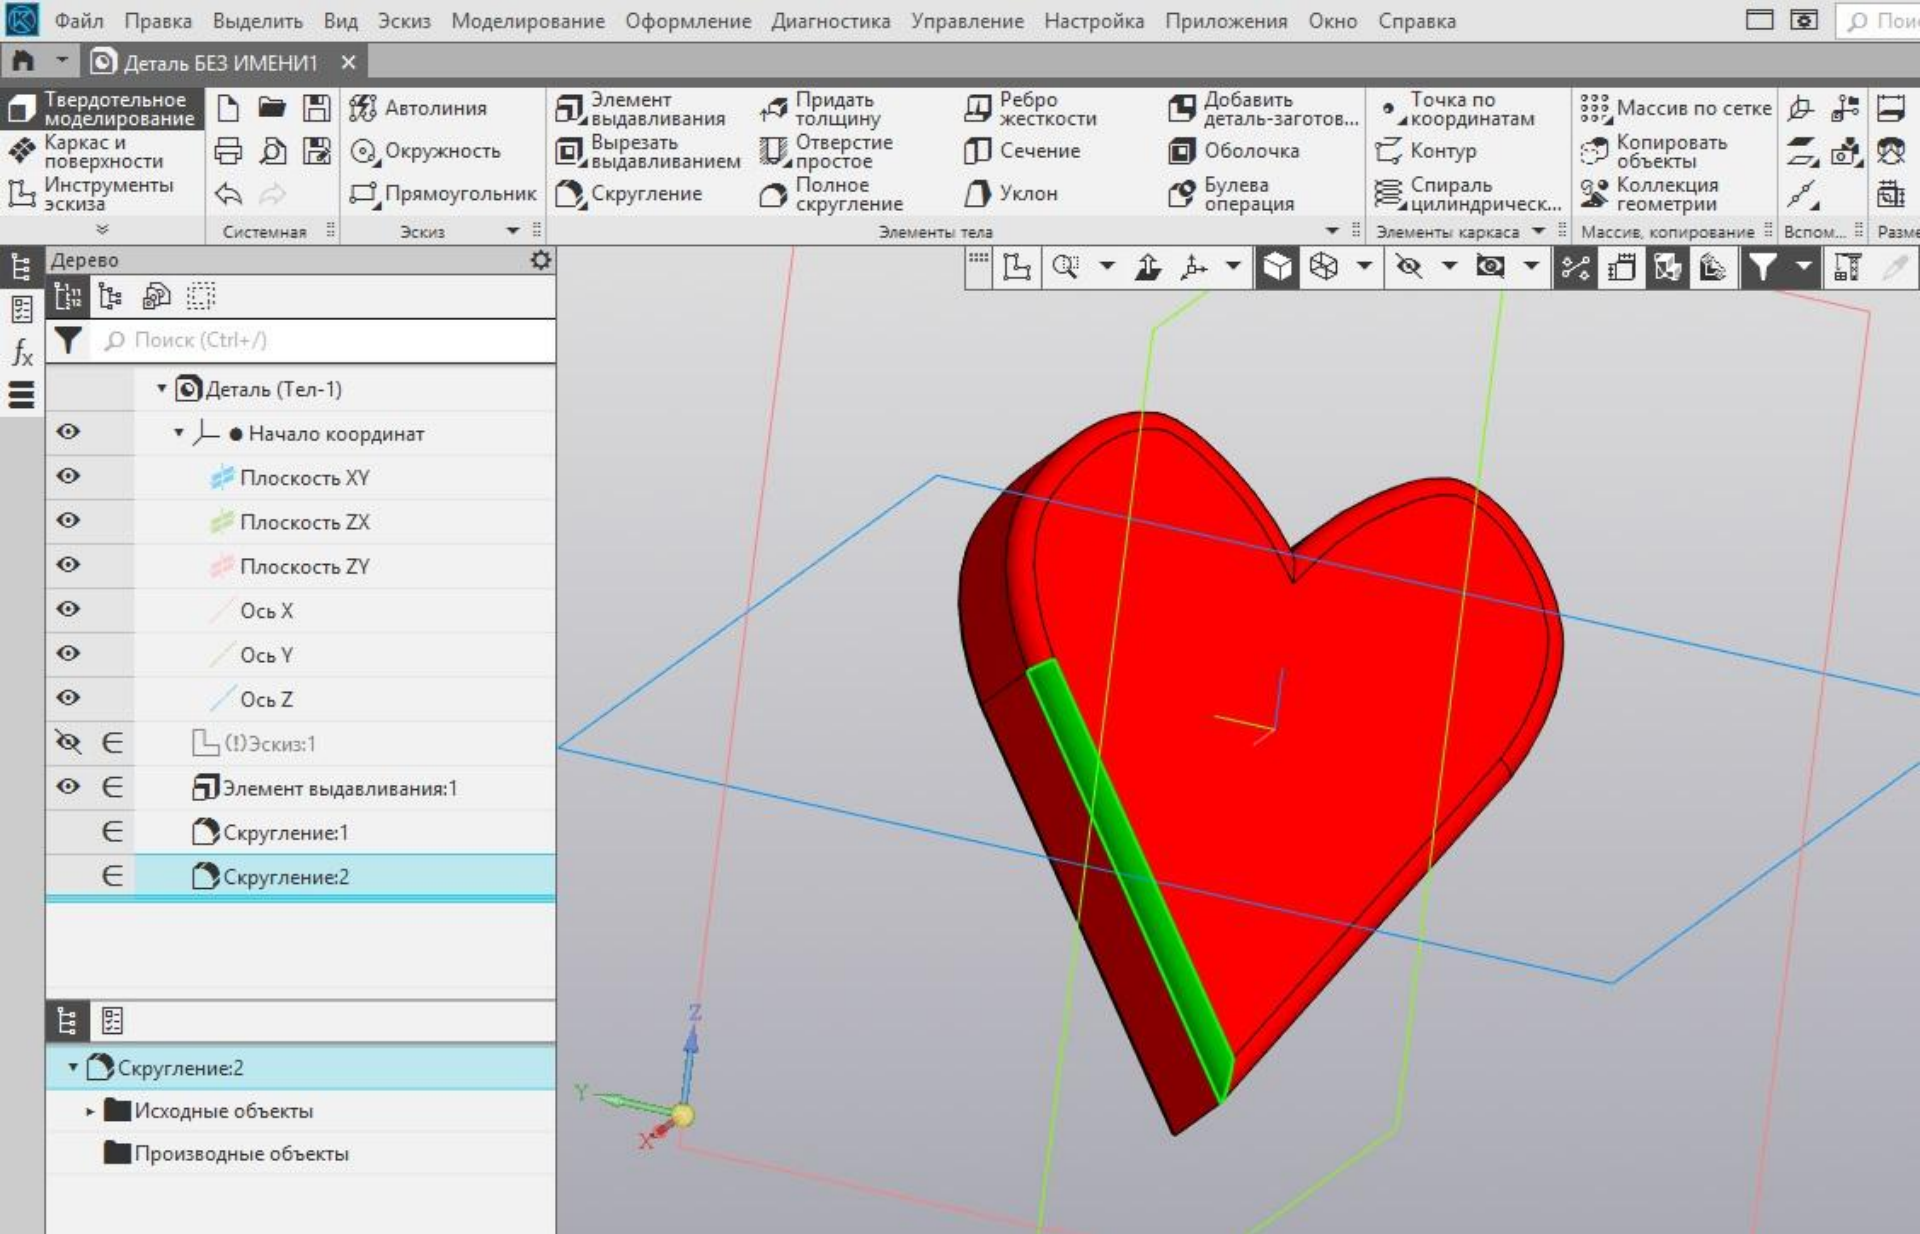 Файл Правка Выделить Вид Эскиз Моделирование Оформление Диагностика Управление Настройка Приложения Окно Справка
Деталь БЕЗ ИМЕНИ1
Твердотельное
моделирование
Каркас и
поверхности
Инструменты
эскиза
Системная
Автолиния
Окружность
Прямоугольник
Эскиз
Элемент
выдавливания
Вырезать
выдавливанием
Скругление
Придать
толщину
Отверстие
простое
Полное
скругление
Ребро
жесткости
Сечение
Уклон
Добавить
деталь-заготов...
Оболочка
Булева
операция
Элементы тела
Точка по
координатам
Контур
Спираль
цилиндрическ...
Элементы каркаса
Массив по сетке
Копировать
объекты
Коллекция
геометрии
Массив, копирование
Вспом...
Дерево
Поиск (Ctrl+/)
fx
Деталь (Тел-1)
Начало координат
Плоскость XY
Плоскость ZX
Плоскость ZY
Ось X
Ось Y
Ось Z
(!)Эскиз:1
Элемент выдавливания:1
Скругление:1
Скругление:2
Скругление:2
Исходные объекты
Производные объекты
Z
Y
X